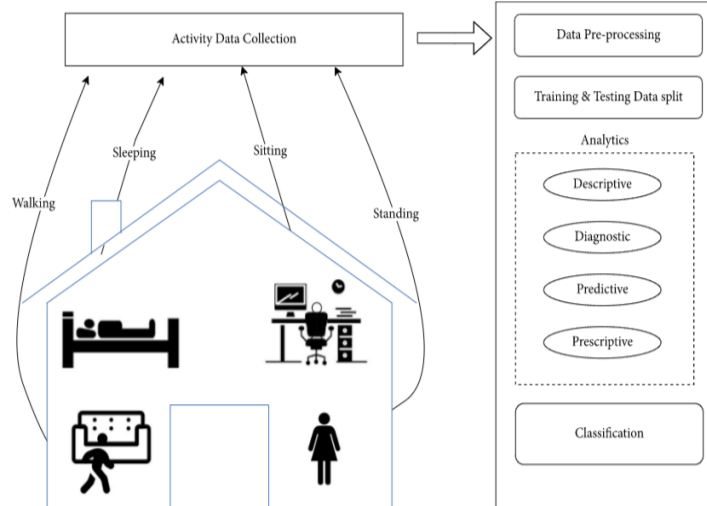 Activity Data Collection
Data Pre-processing
Training & Testing Data split
Analytics
Sleeping
Sitting
Descriptive
Walking
Standing
Diagnostic
Predictive
Prescriptive
Classification